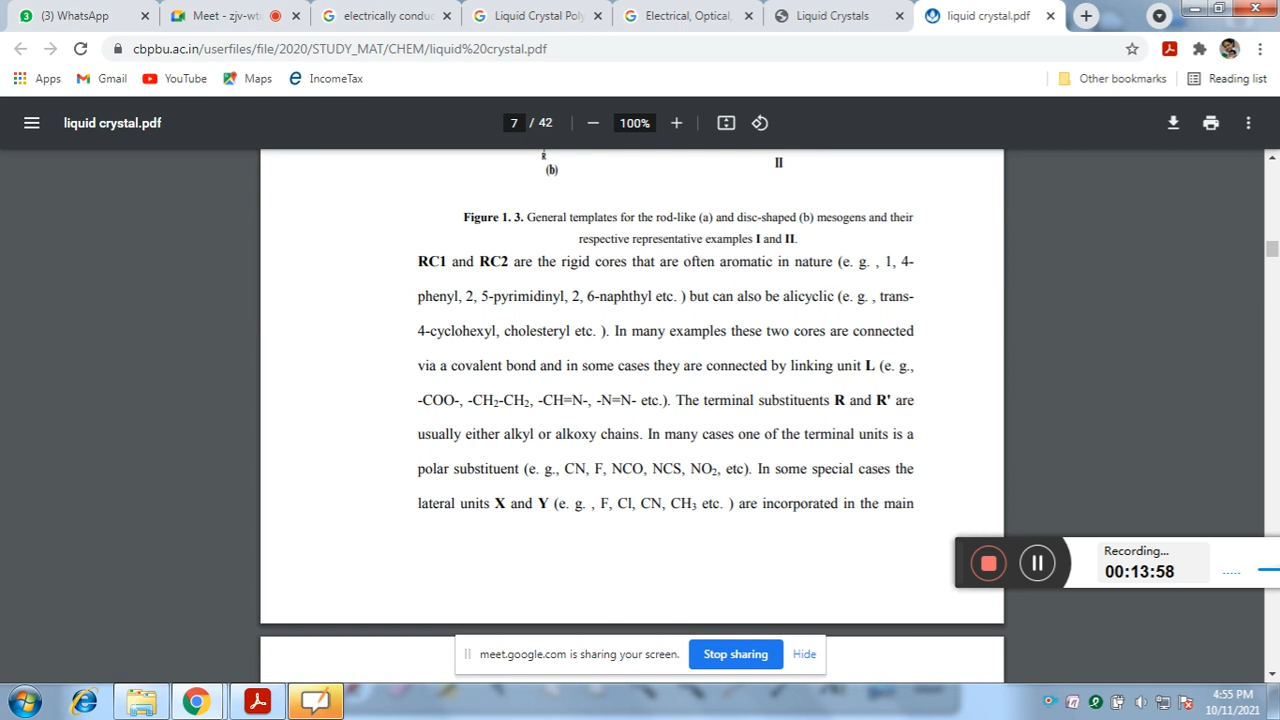 (3) WhatsApp
Meet - zjv-wti
electrically conduc
Liquid Crystal Poly
Electrical, Optical,
Liquid Crystals
liquid crystal.pdf
cbpbu.ac.in/userfiles/file/2020/STUDY_MAT/CHEM/liquid%20crystal.pdf
Apps
Gmail
YouTube
Maps
IncomeTax
Other bookmarks
Reading list
liquid crystal.pdf
7 / 42
100%
R
(b)
II
Figure 1. 3. General templates for the rod-like (a) and disc-shaped (b) mesogens and their
respective representative examples I and II.
RC1 and RC2 are the rigid cores that are often aromatic in nature (e. g. , 1, 4-
phenyl, 2, 5-pyrimidinyl, 2, 6-naphthyl etc. ) but can also be alicyclic (e. g. , trans-
4-cyclohexyl, cholesteryl etc. ). In many examples these two cores are connected
via a covalent bond and in some cases they are connected by linking unit L (e. g.,
-COO-, -CH2-CH2, -CH=N-, -N=N- etc.). The terminal substituents R and R' are
usually either alkyl or alkoxy chains. In many cases one of the terminal units is a
polar substituent (e. g., CN, F, NCO, NCS, NO2, etc). In some special cases the
lateral units X and Y (e. g. , F, Cl, CN, CH3 etc. ) are incorporated in the main
Recording...
00:13:58
meet.google.com is sharing your screen.
Stop sharing
Hide
4:55 PM
10/11/2021